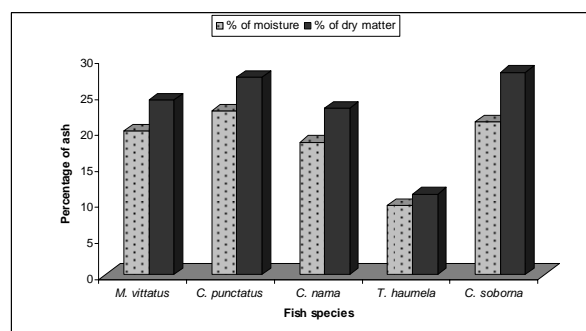 % of moisture % of dry matter
30
25
20
15
10
5
0
Percentage of ash
M. vittatus C. punctatus C. nama T. haumela C. soborna
Fish species